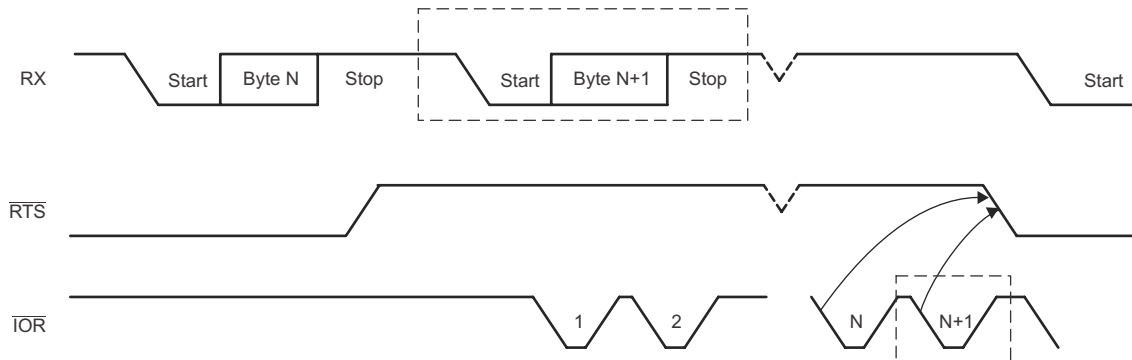 RX Start Byte N Stop Start Byte N+1 Stop Start
RTS
IOR 1 2 N N+1